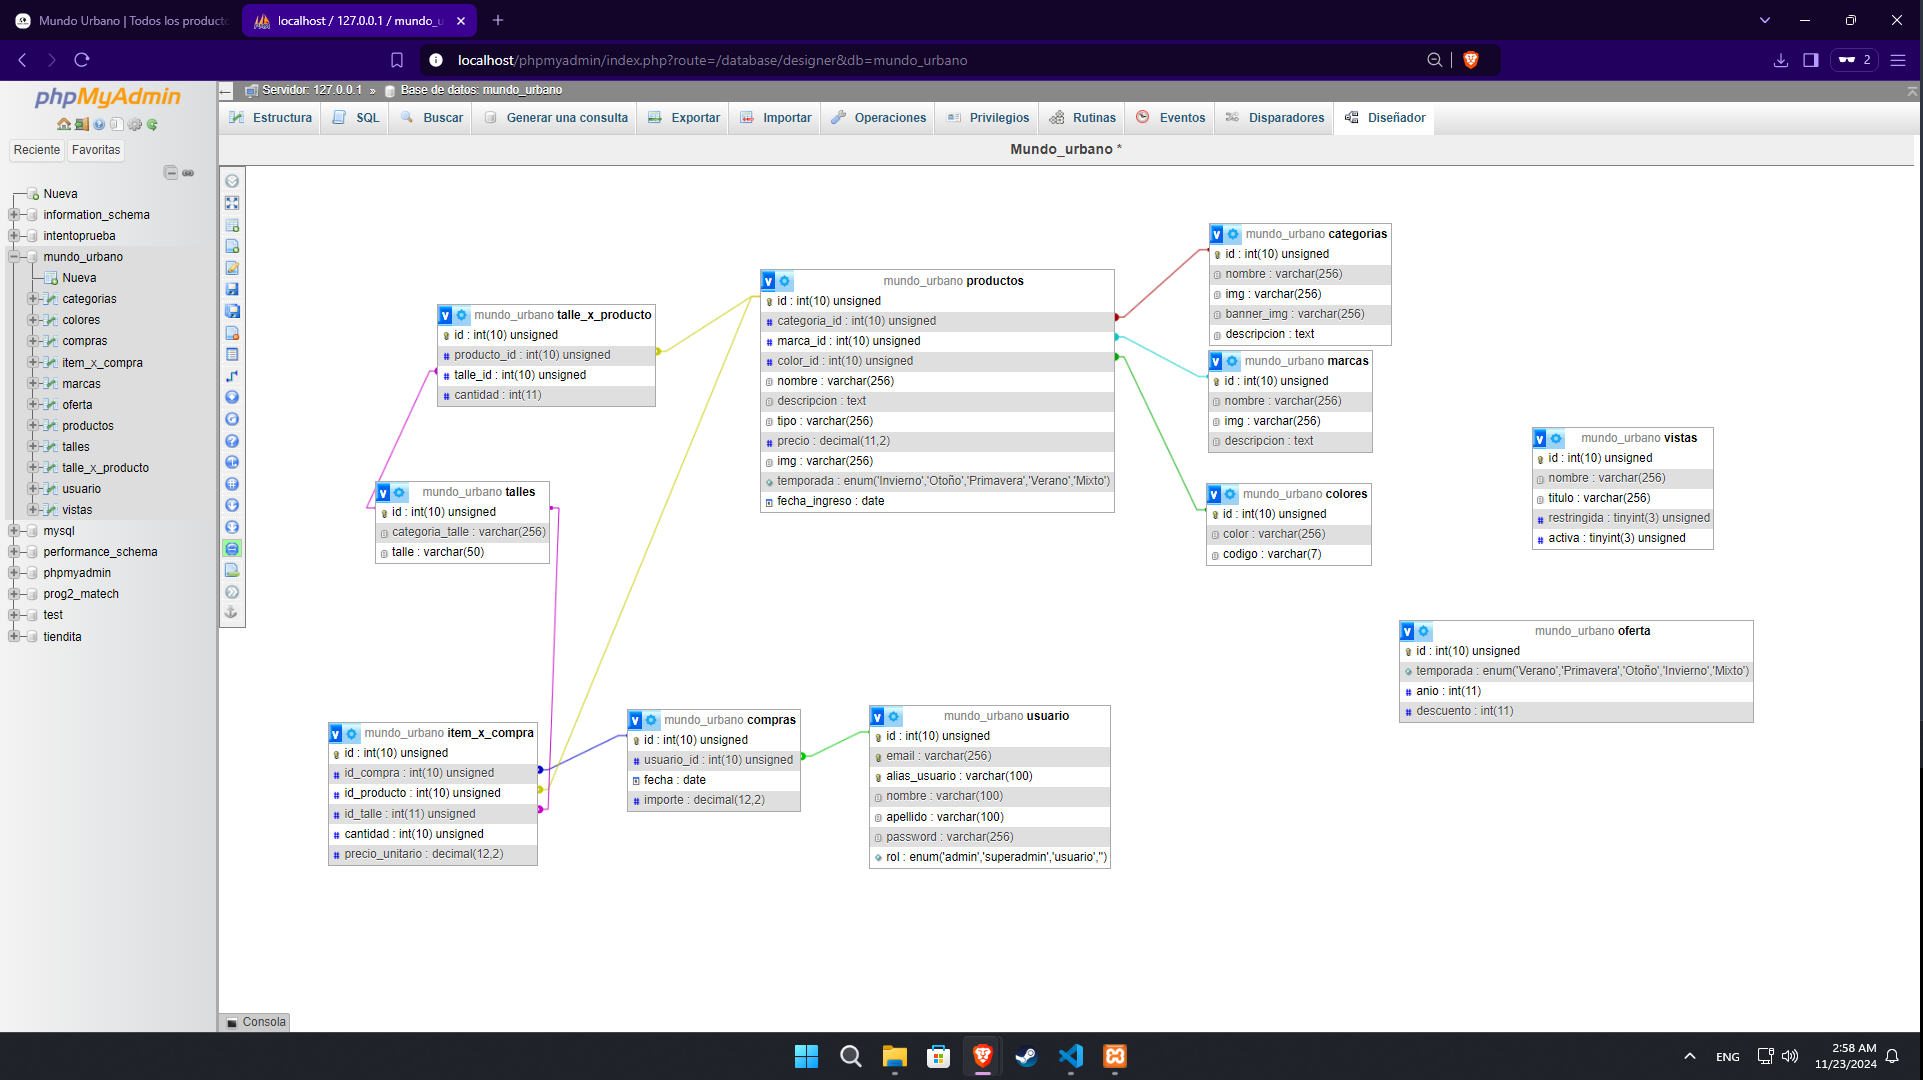 Mundo Urbano | Todos los producto
localhost / 127.0.0.1 / mundo_u
localhost/phpmyadmin/index.php?route=/database/designer&db=mundo_urbano
2
phpMyAdmin
Reciente
Favoritas
Nueva
information_schema
intentoprueba
mundo_urbano
Nueva
categorias
colores
compras
item_x_compra
marcas
oferta
productos
talles
talle_x_producto
usuario
vistas
mysql
performance_schema
phpmyadmin
prog2_matech
test
tiendita
Servidor: 127.0.0.1 » Base de datos: mundo_urbano
Estructura
SQL
Buscar
Generar una consulta
Exportar
Importar
Operaciones
Privilegios
Rutinas
Eventos
Disparadores
Diseñador
Mundo_urbano *
mundo_urbano categorias
id : int(10) unsigned
nombre : varchar(256)
img : varchar(256)
banner_img : varchar(256)
descripcion : text
mundo_urbano productos
id : int(10) unsigned
categoria_id : int(10) unsigned
marca_id : int(10) unsigned
color_id : int(10) unsigned
nombre : varchar(256)
descripcion : text
tipo : varchar(256)
precio : decimal(11,2)
img : varchar(256)
temporada : enum('Invierno','Otoño','Primavera','Verano','Mixto')
fecha_ingreso : date
mundo_urbano talle_x_producto
id : int(10) unsigned
producto_id : int(10) unsigned
talle_id : int(10) unsigned
cantidad : int(11)
mundo_urbano marcas
id : int(10) unsigned
nombre : varchar(256)
img : varchar(256)
descripcion : text
mundo_urbano vistas
id : int(10) unsigned
nombre : varchar(256)
titulo : varchar(256)
restringida : tinyint(3) unsigned
activa : tinyint(3) unsigned
mundo_urbano talles
id : int(10) unsigned
categoria_talle : varchar(256)
talle : varchar(50)
mundo_urbano colores
id : int(10) unsigned
color : varchar(256)
codigo : varchar(7)
mundo_urbano oferta
id : int(10) unsigned
temporada : enum('Verano','Primavera','Otoño','Invierno','Mixto')
anio : int(11)
descuento : int(11)
mundo_urbano item_x_compra
id : int(10) unsigned
id_compra : int(10) unsigned
id_producto : int(10) unsigned
id_talle : int(11) unsigned
cantidad : int(10) unsigned
precio_unitario : decimal(12,2)
mundo_urbano compras
id : int(10) unsigned
usuario_id : int(10) unsigned
fecha : date
importe : decimal(12,2)
mundo_urbano usuario
id : int(10) unsigned
email : varchar(256)
alias_usuario : varchar(100)
nombre : varchar(100)
apellido : varchar(100)
password : varchar(256)
rol : enum('admin','superadmin','usuario','')
Consola
ENG
2:58 AM
11/23/2024